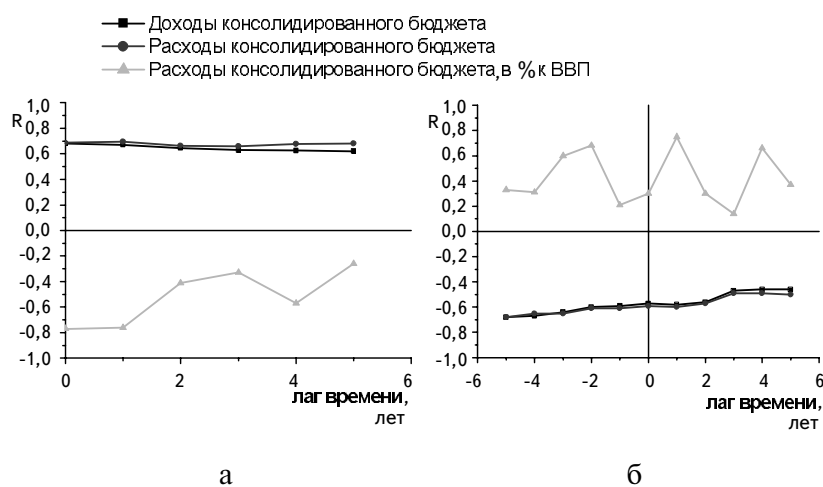 Доходы консолидированного бюджета
Расходы консолидированного бюджета
Расходы консолидированного бюджета, в % к ВВП
R
1,0
0,8
0,6
0,4
0,2
0,0
-0,2
-0,4
-0,6
-0,8
-1,0
0 2 4 6
лаг времени,
лет
а
R
1,0
0,8
0,6
0,4
0,2
0,0
-0,2
-0,4
-0,6
-0,8
-1,0
-6 -4 -2 0 2 4 6
лаг времени,
лет
б